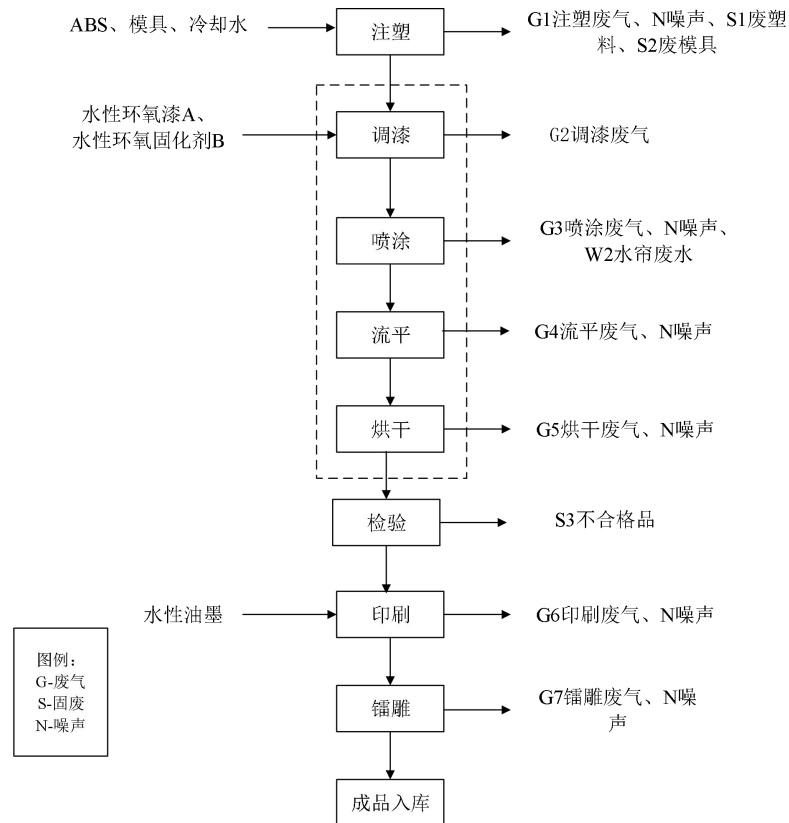 ABS、模具、冷却水
注塑
G1注塑废气、N噪声、S1废塑
料、S2废模具
水性环氧漆A、
水性环氧固化剂B
调漆
G2调漆废气
喷涂
G3喷涂废气、N噪声、
W2水帘废水
流平
G4流平废气、N噪声
烘干
G5烘干废气、N噪声
检验
S3不合格品
水性油墨
印刷
G6印刷废气、N噪声
图例：
G-废气
S-固废
N-噪声
镭雕
G7镭雕废气、N噪
声
成品入库